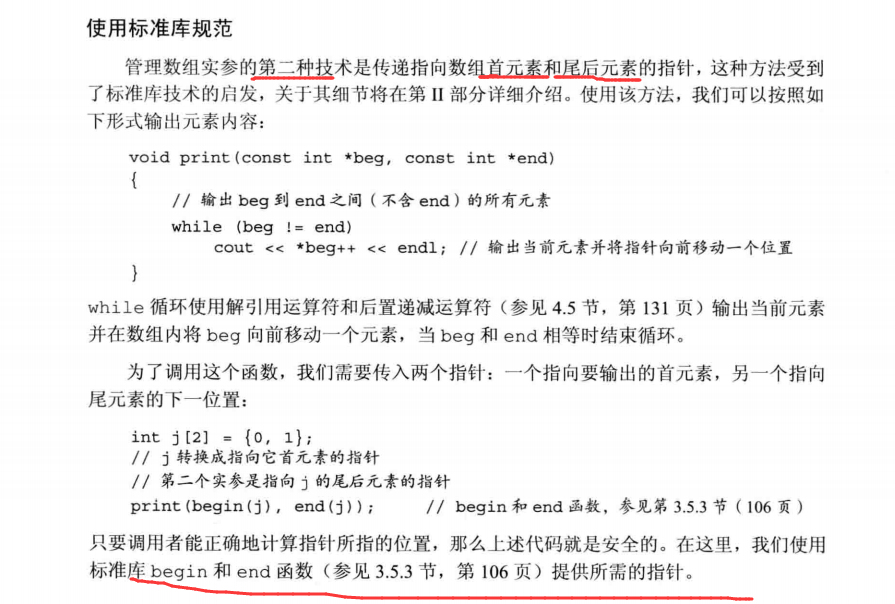 使用标准库规范
管理数组实参的第二种技术是传递指向数组首元素和尾后元素的指针，这种方法受到
了标准库技术的启发，关于其细节将在第 II 部分详细介绍。使用该方法，我们可以按照如
下形式输出元素内容：
void print(const int *beg, const int *end)
{
// 输出 beg 到 end 之间（不含 end）的所有元素
while (beg != end)
cout << *beg++ << endl; // 输出当前元素并将指针向前移动一个位置
}
while 循环使用解引用运算符和后置递减运算符（参见 4.5 节，第 131 页）输出当前元素
并在数组内将 beg 向前移动一个元素，当 beg 和 end 相等时结束循环。
为了调用这个函数，我们需要传入两个指针：一个指向要输出的首元素，另一个指向
尾元素的下一位置：
int j[2] = {0, 1};
// j 转换成指向它首元素的指针
// 第二个实参是指向 j 的尾后元素的指针
print(begin(j), end(j)); // begin 和 end 函数，参见第 3.5.3 节（106 页）
只要调用者能正确地计算指针所指的位置，那么上述代码就是安全的。在这里，我们使用
标准库 begin 和 end 函数（参见 3.5.3 节，第 106 页）提供所需的指针。